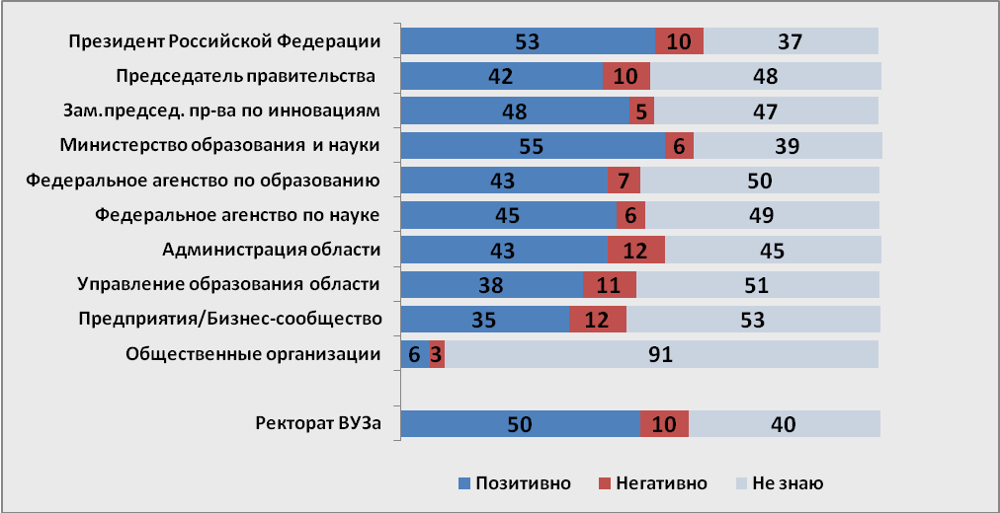 Президент Российской Федерации 53 10 37
Председатель правительства 42 10 48
Зам.председ. пр-ва по инновациям 48 5 47
Министерство образования и науки 55 6 39
Федеральное агенство по образованию 43 7 50
Федеральное агенство по науке 45 6 49
Администрация области 43 12 45
Управление образования области 38 11 51
Предприятия/Бизнес-сообщество 35 12 53
Общественные организации 6 3 91
Ректорат ВУЗа 50 10 40
Позитивно Негативно Не знаю